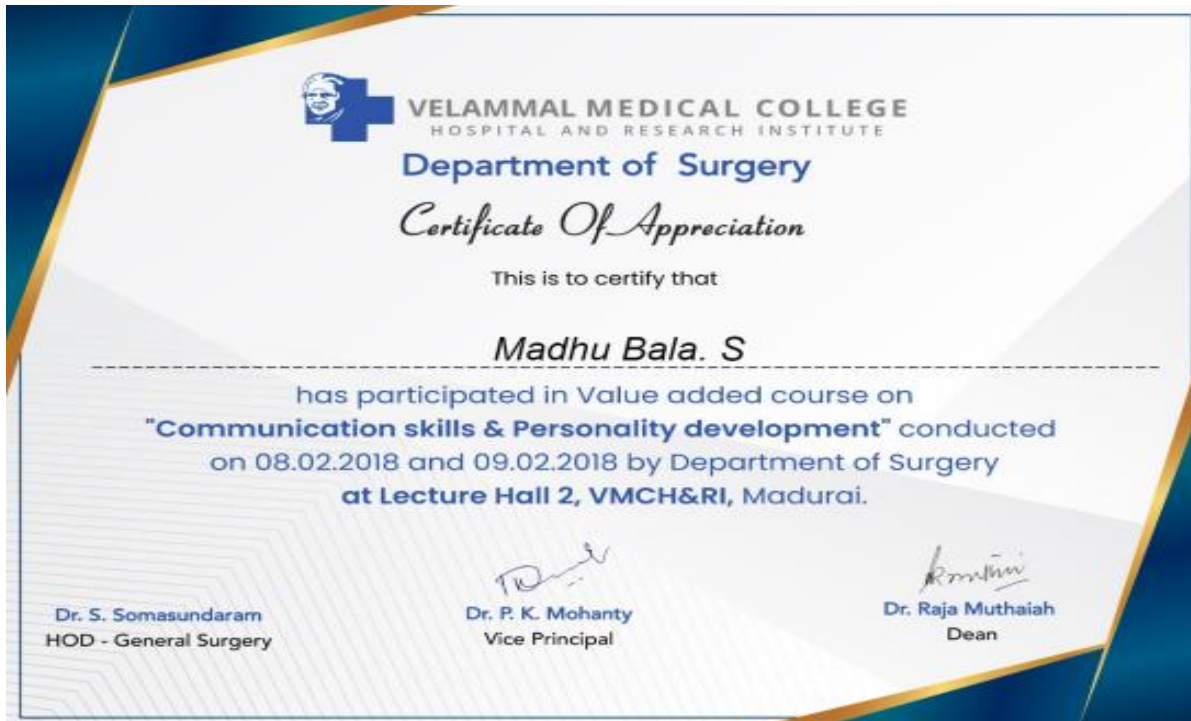 VELAMMAL MEDICAL COLLEGE
HOSPITAL AND RESEARCH INSTITUTE
Department of Surgery
Certificate Of Appreciation
This is to certify that
Madhu Bala. S
has participated in Value added course on
"Communication skills & Personality development" conducted
on 08.02.2018 and 09.02.2018 by Department of Surgery
at Lecture Hall 2, VMCH&RI, Madurai.
Dr. S. Somasundaram
HOD - General Surgery
Dr. P. K. Mohanty
Vice Principal
Dr. Raja Muthaiah
Dean